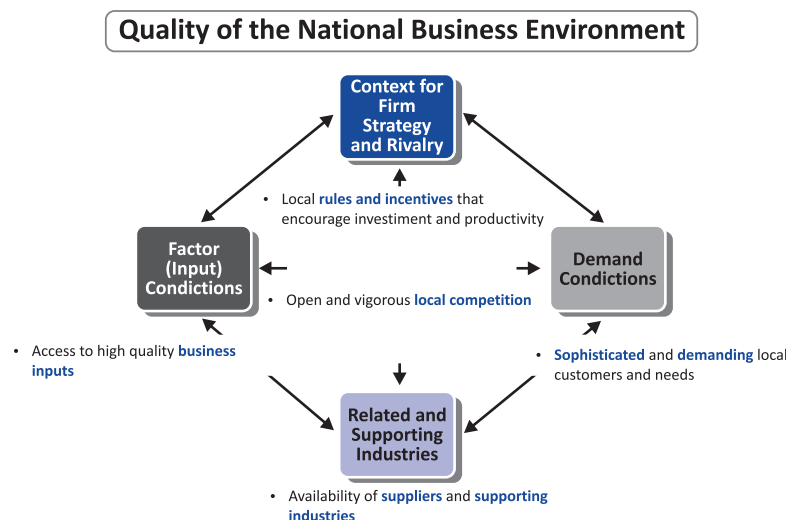 Quality of the National Business Environment
Context for
Firm
Strategy
and Rivalry
• Local rules and incentives that
encourage investiment and productivity
Factor
(Input)
Condictions
Demand
Condictions
• Open and vigorous local competition
• Access to high quality business
inputs
• Sophisticated and demanding local
customers and needs
Related and
Supporting
Industries
• Availability of suppliers and supporting
industries